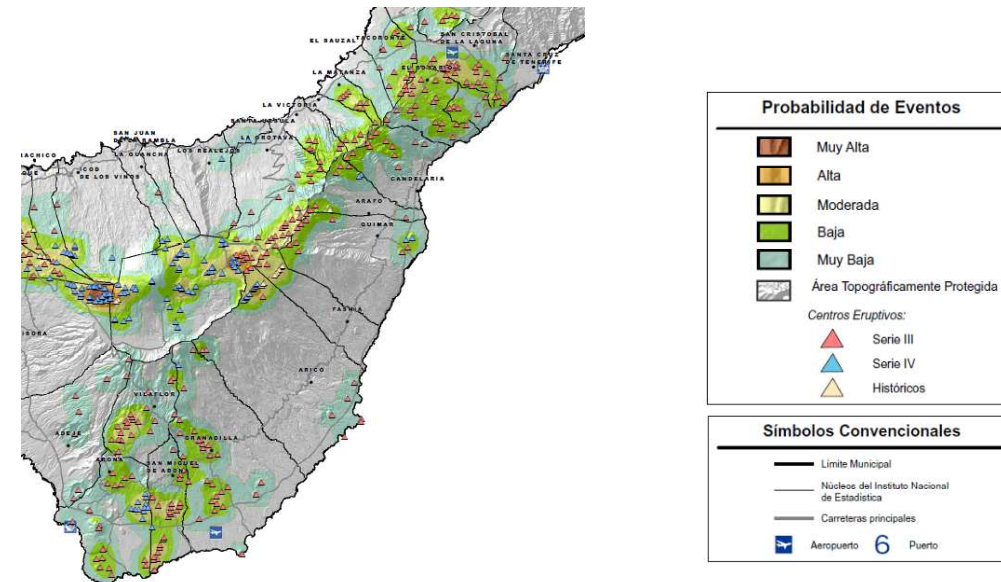 EL SAUZAL
TACORONTE
SAN CRISTOBAL
DE LA LAGUNA
SANTA CRUZ
DE TENERIFE
EL ROSARIO
LA MATANZA
LA VICTORIA
SANTA URSULA
LA OROTAVA
SAN JUAN
DE LA RAMBLA
LA GUANCHA
LOS REALEJOS
ICOD
DE LOS VINOS
CANDELARIA
ARAFO
GUIMAR
FASNIA
ARICO
VILAFLOR
ADEJE
GRANADILLA
ARONA
SAN MIGUEL
DE ABONA
Probabilidad de Eventos
Muy Alta
Alta
Moderada
Baja
Muy Baja
Área Topográficamente Protegida
Centros Eruptivos:
Serie III
Serie IV
Históricos
Símbolos Convencionales
Límite Municipal
Núcleos del Instituto Nacional
de Estadística
Carreteras principales
Aeropuerto 6 Puerto